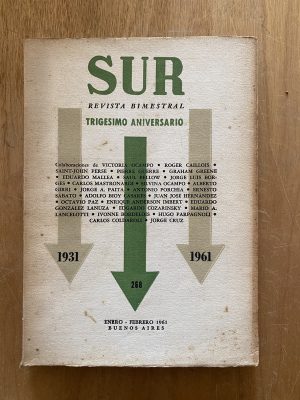 SUR
REVISTA BIMESTRAL
TRIGESIMO ANIVERSARIO
Colaboraciones de VICTORIA OCAMPO • ROGER CAILLOIS •
SAINT-JOHN PERSE • PIERRE GUERRE • GRAHAM GREENE
• EDUARDO MALLEA • SAUL BELLOW • JORGE LUIS BOR-
GES • CARLOS MASTRONARDI • SILVINA OCAMPO • ALBERTO
GIRRI • JORGE A. PAITA • ANTONIO PORCHIA • ERNESTO
SABATO • ADOLFO BIOY CASARES • JUAN JOSE HERNANDEZ
• OCTAVIO PAZ • ENRIQUE ANDERSON IMBERT • EDUARDO
GONZALEZ LANUZA • EDGARDO COZARINSKY • MARIO A.
LANCELOTTI • IVONNE BORDELOIS • HUGO PARPAGNOLI •
CARLOS COLDAROLI • JORGE CRUZ
1931
1961
268
ENERO - FEBRERO 1961
BUENOS AIRES